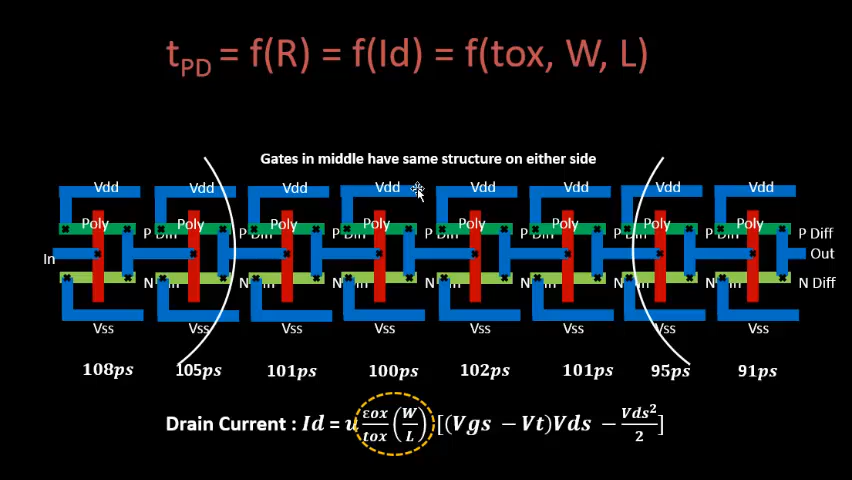 tPD = f(R) = f(Id) = f(tox, W, L)
Gates in middle have same structure on either side
Vdd Vdd Vdd Vdd Vdd Vdd Vdd Vdd
Poly Poly Poly Poly Poly Poly Poly Poly
P Diff P Diff P Diff P Diff P Diff P Diff P Diff P Diff
In Out
N Diff N Diff N Diff N Diff N Diff N Diff N Diff N Diff
Vss Vss Vss Vss Vss Vss Vss Vss
108ps 105ps 101ps 100ps 102ps 101ps 95ps 91ps
Drain Current : Id = u εox/tox (W/L) [(Vgs − Vt)Vds − Vds²/2]